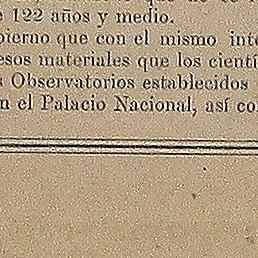 e 122 años y medio.
bierno que con el mismo inte
esos materiales que los cientí
s Observatorios establecidos
n el Palacio Nacional, así co